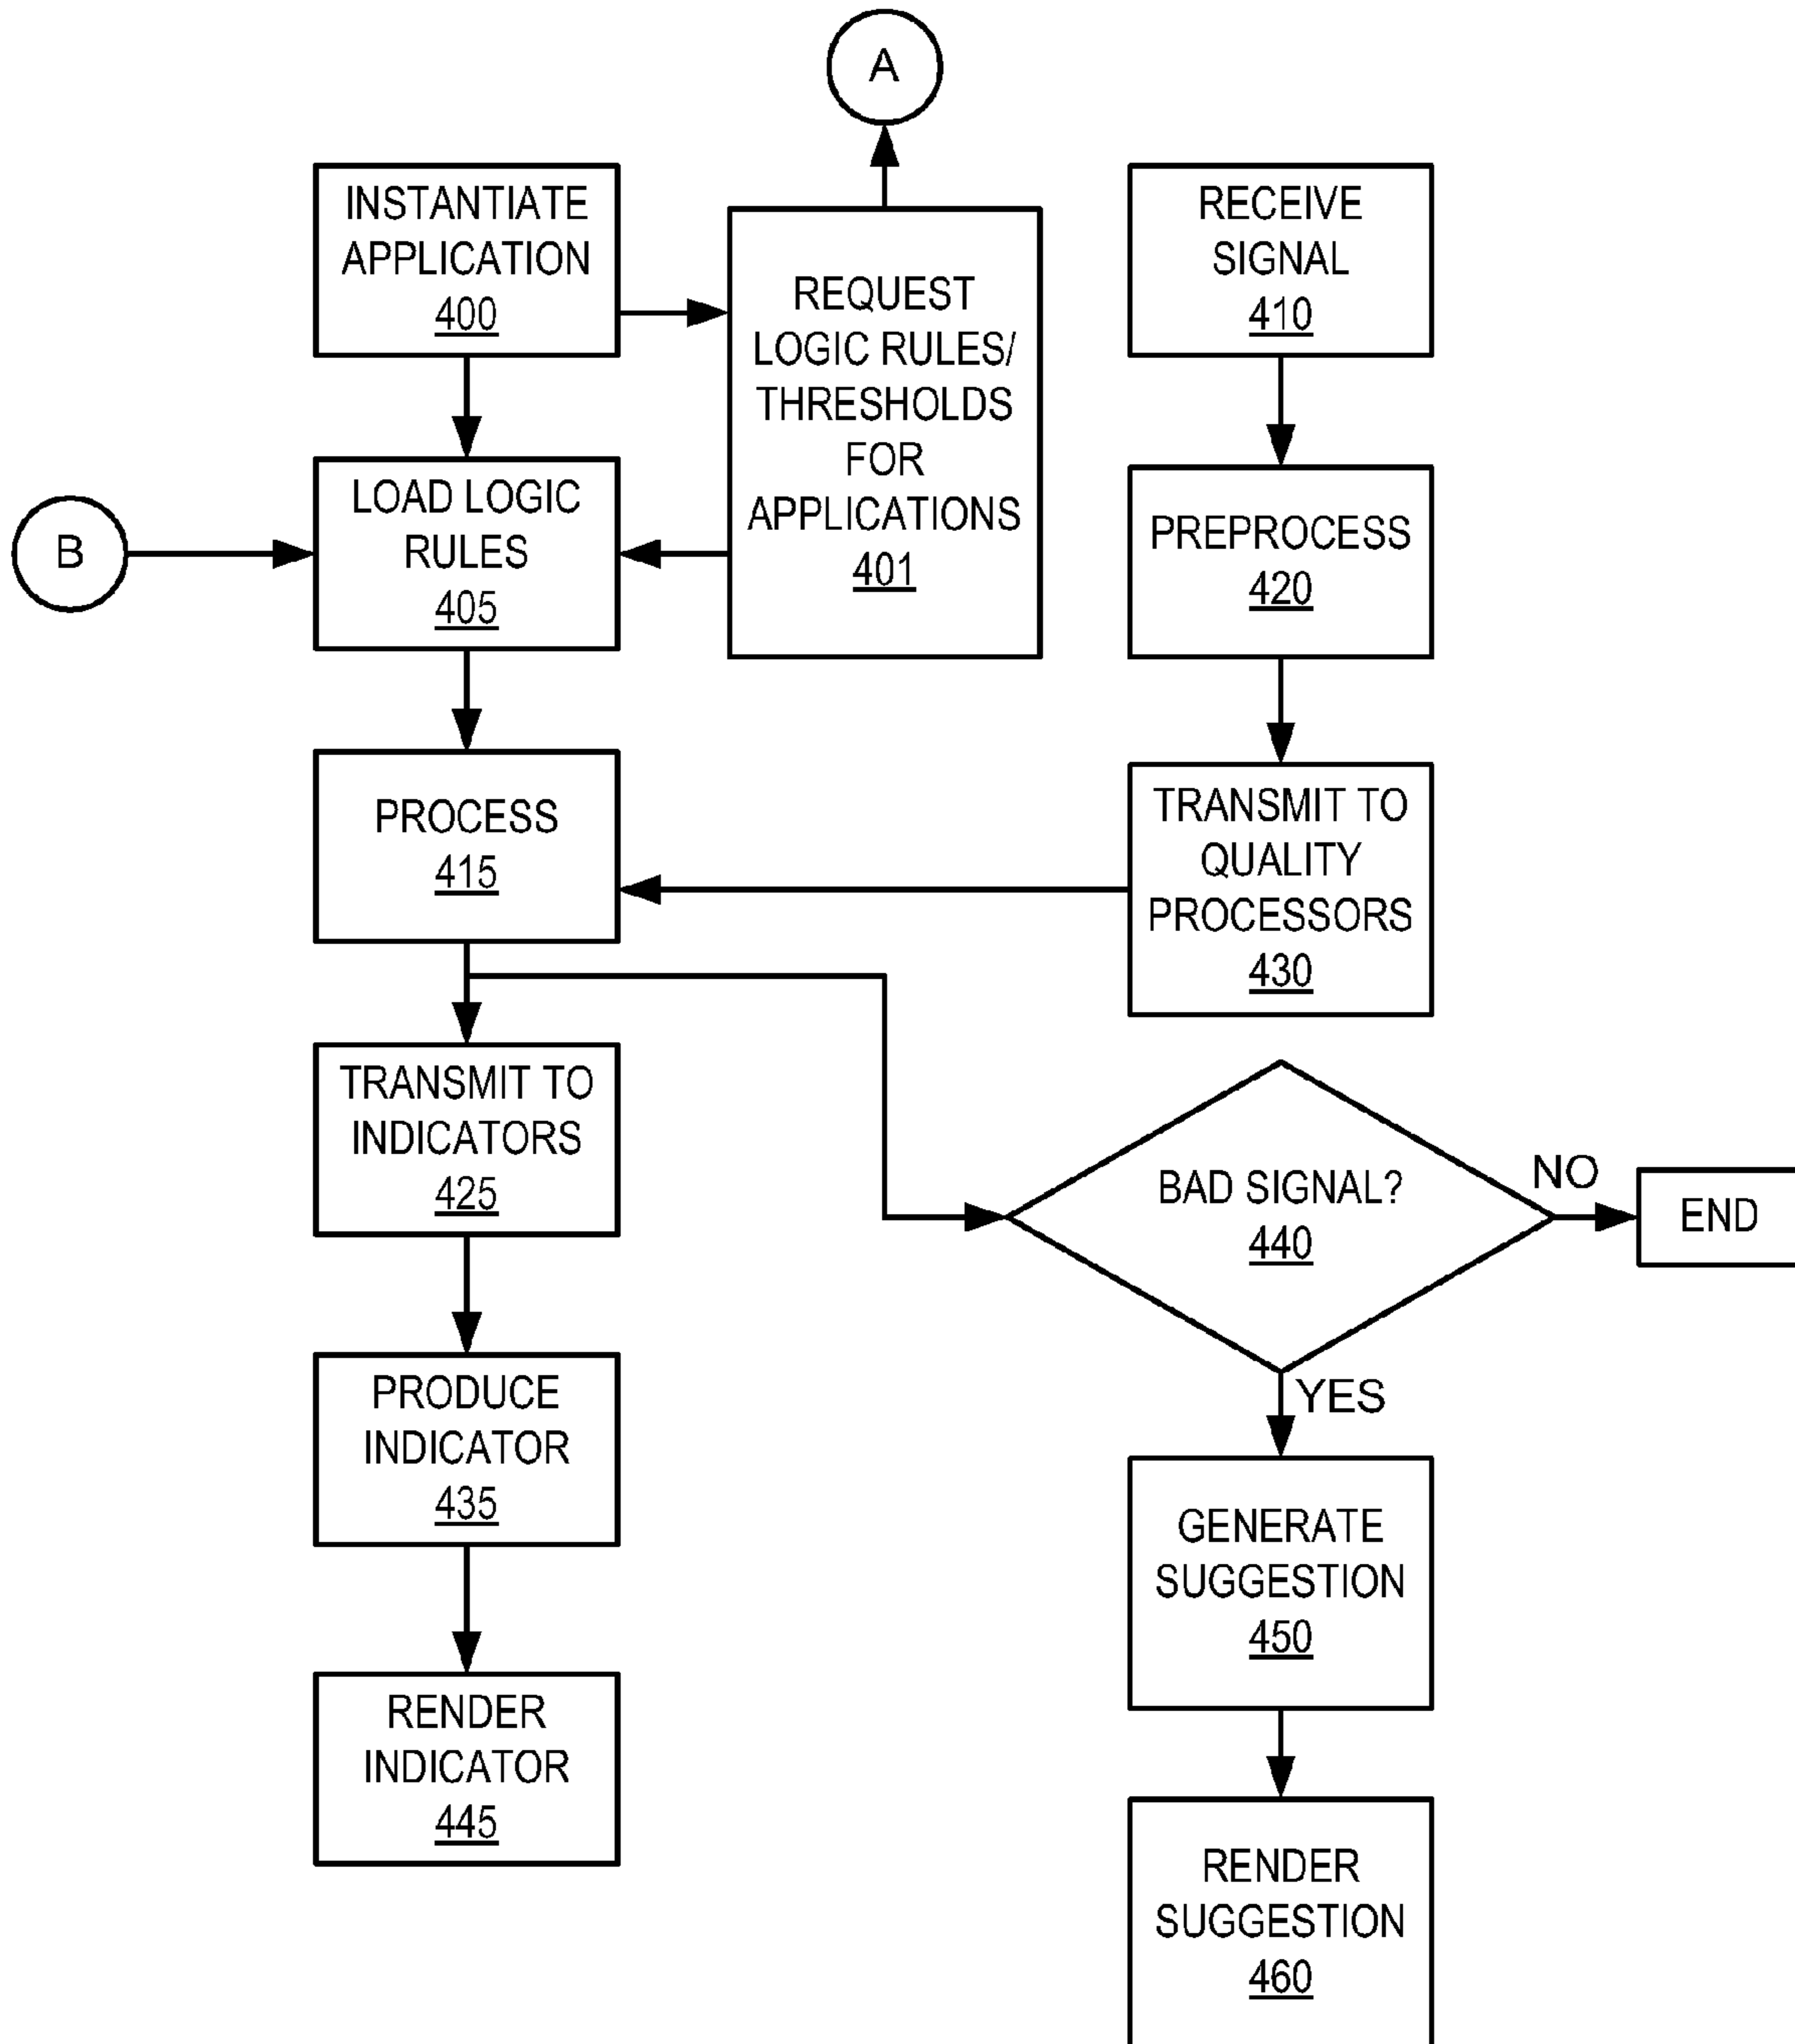 A
INSTANTIATE
APPLICATION
400
REQUEST
LOGIC RULES/
THRESHOLDS
FOR
APPLICATIONS
401
RECEIVE
SIGNAL
410
B
LOAD LOGIC
RULES
405
PREPROCESS
420
PROCESS
415
TRANSMIT TO
QUALITY
PROCESSORS
430
TRANSMIT TO
INDICATORS
425
BAD SIGNAL?
440
NO
END
YES
PRODUCE
INDICATOR
435
GENERATE
SUGGESTION
450
RENDER
INDICATOR
445
RENDER
SUGGESTION
460